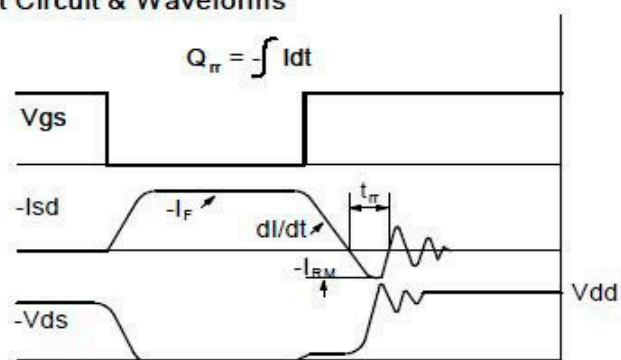 t Circuit & Waveforms
Qrr = -∫ Idt
Vgs
-Isd
-IF
trr
dI/dt
-IRM
Vdd
-Vds